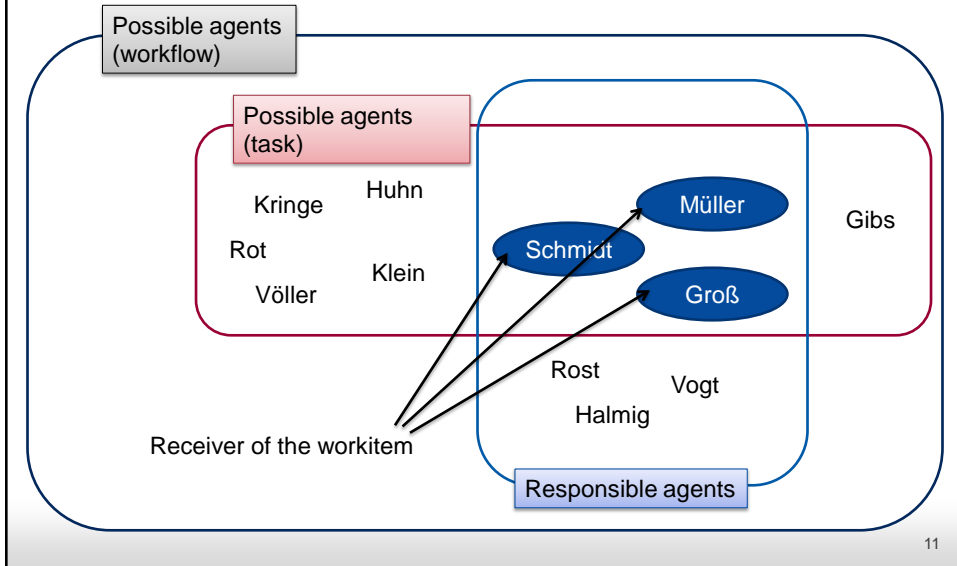 Possible agents
(workflow)
Possible agents
(task)
Huhn
Kringe
Müller
Gibs
Rot
Schmidt
Klein
Völler
Groß
Rost
Vogt
Halmig
Receiver of the workitem
Responsible agents
11